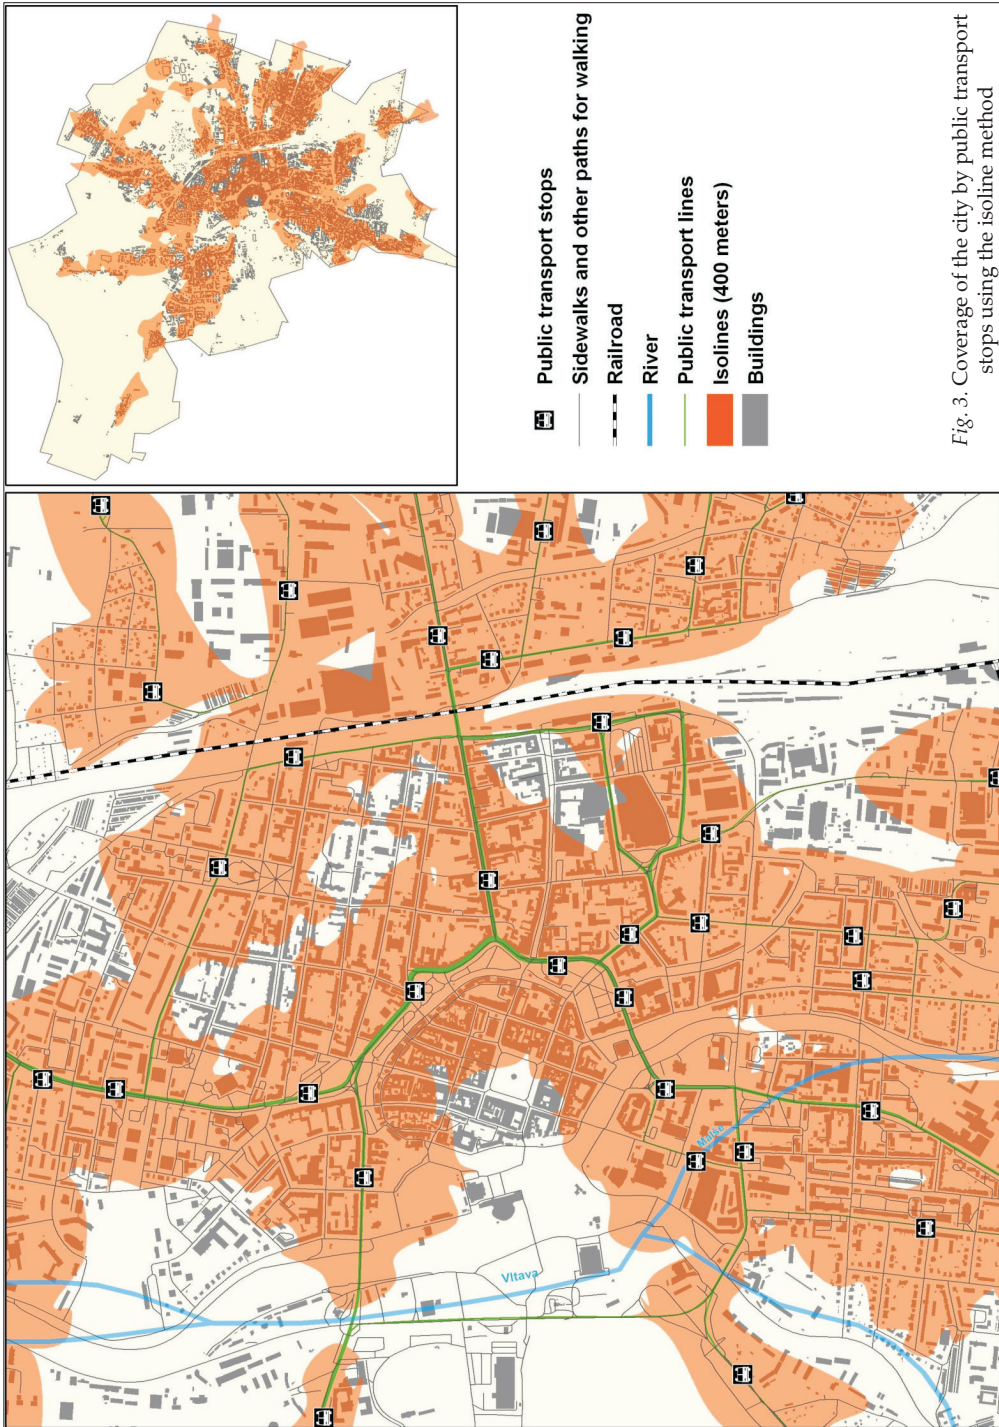 Public transport stops
Sidewalks and other paths for walking
Railroad
River
Public transport lines
Isolines (400 meters)
Buildings
Fig. 3. Coverage of the city by public transport
stops using the isoline method
Vltava
Malše